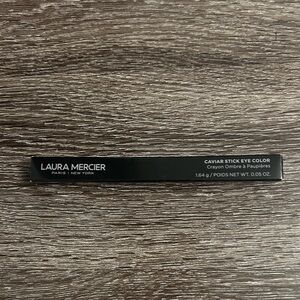 LAURA MERCIER
PARIS | NEW YORK
CAVIAR STICK EYE COLOR
Crayon Ombre à Paupières
1.64 g / POIDS NET WT. 0.05 OZ.